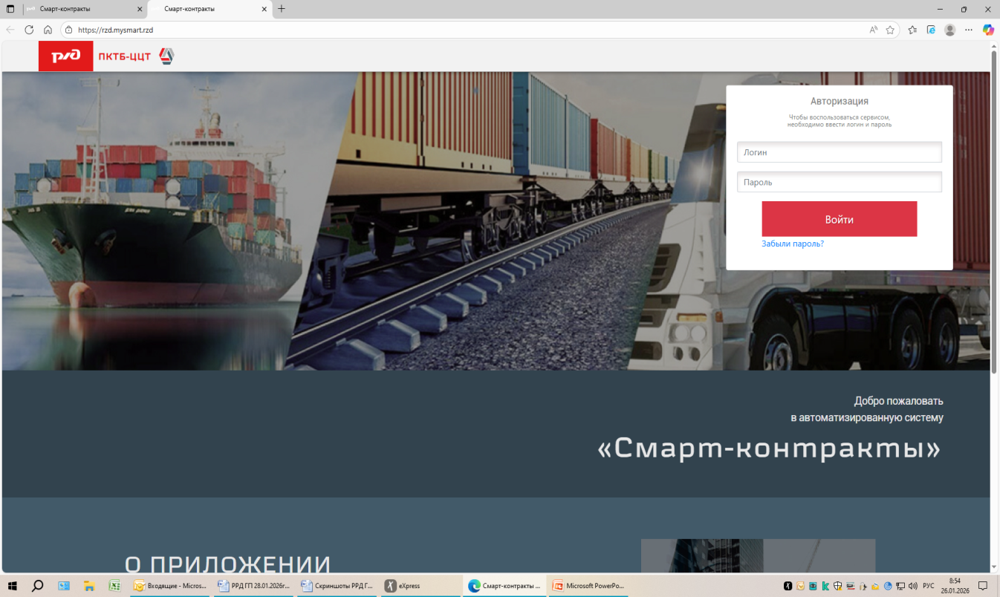 Смарт-контракты
Смарт-контракты
https://rzd.mysmart.rzd
ПКТБ-ЦЦТ
Авторизация
Чтобы воспользоваться сервисом,
необходимо ввести логин и пароль
Логин
Пароль
Войти
Забыли пароль?
Добро пожаловать
в автоматизированную систему
«Смарт-контракты»
О ПРИЛОЖЕНИИ
Входящие - Micros...
РРД ГП 28.01.2026г...
Скриншоты РРД Г...
eXpress
Смарт-контракты ...
Microsoft PowerPo...
РУС
8:54
26.01.2026